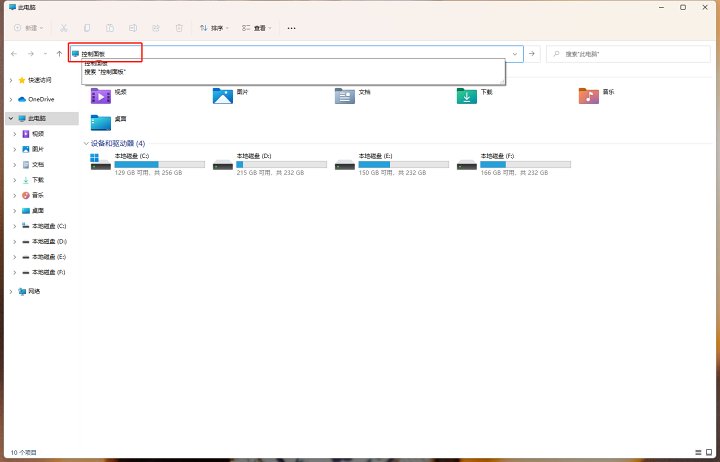 此电脑
新建
排序
查看
控制面板
搜索"此电脑"
控制面板
搜索 "控制面板"
快速访问
OneDrive
此电脑
视频
图片
文档
下载
音乐
桌面
本地磁盘 (C:)
本地磁盘 (D:)
本地磁盘 (E:)
本地磁盘 (F:)
网络
视频
图片
文档
下载
音乐
桌面
设备和驱动器 (4)
本地磁盘 (C:)
129 GB 可用，共 256 GB
本地磁盘 (D:)
215 GB 可用，共 232 GB
本地磁盘 (E:)
150 GB 可用，共 232 GB
本地磁盘 (F:)
166 GB 可用，共 232 GB
10 个项目